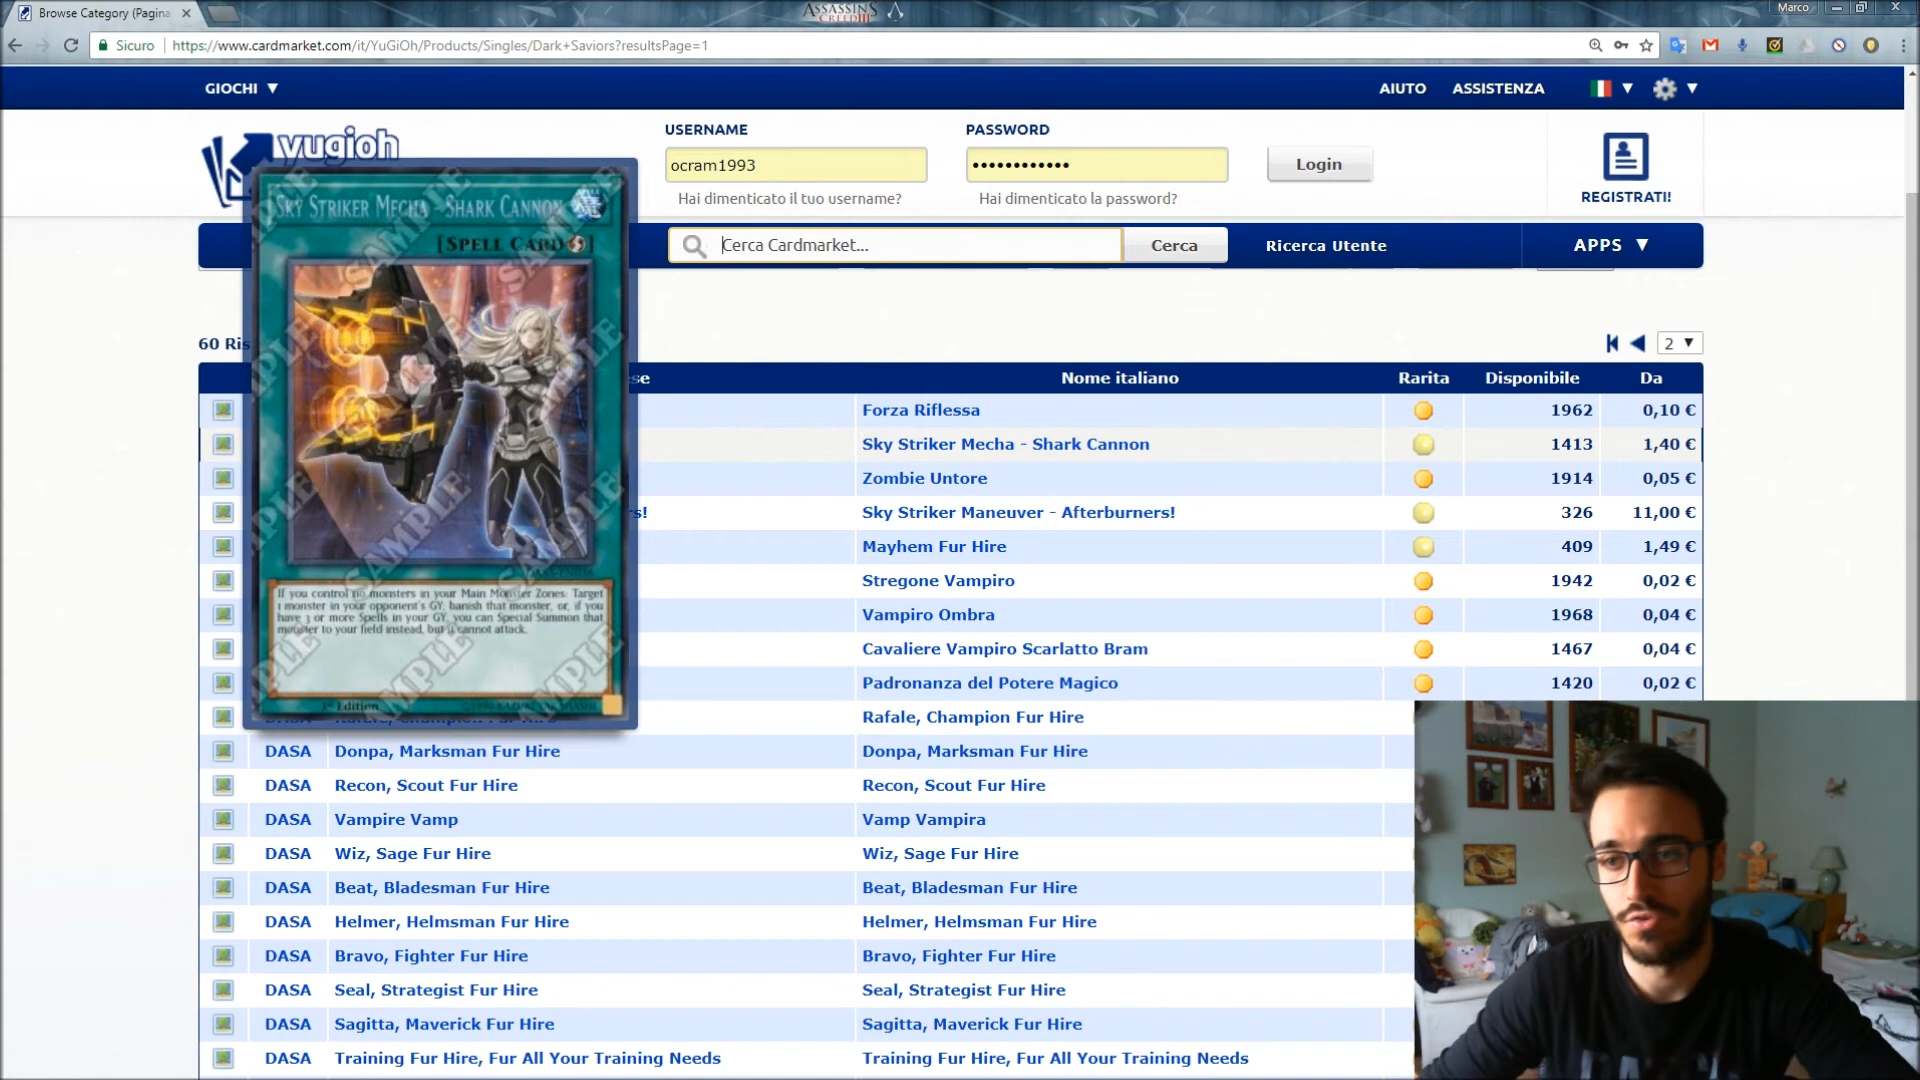 Browse Category (Pagina
ASSASSIN'S
CREED III
Marco
Sicuro
https://www.cardmarket.com/it/YuGiOh/Products/Singles/Dark+Saviors?resultsPage=1
GIOCHI ▼
AIUTO
ASSISTENZA
yugioh
USERNAME
PASSWORD
ocram1993
••••••••••••
Login
Hai dimenticato il tuo username?
Hai dimenticato la password?
REGISTRATI!
Cerca Cardmarket...
Cerca
Ricerca Utente
APPS ▼
SKY STRIKER MECHA - SHARK CANNON
[SPELL CARD]
SAMPLE
If you control no monsters in your Main Monster Zones: Target
1 monster in your opponent's GY; banish that monster, or, if you
have 3 or more Spells in your GY, you can Special Summon that
monster to your field instead, but it cannot attack.
1st Edition
60 Ris
2 ▼
se
Nome italiano
Rarita
Disponibile
Da
Forza Riflessa
1962
0,10 €
Sky Striker Mecha - Shark Cannon
1413
1,40 €
Zombie Untore
1914
0,05 €
rs!
Sky Striker Maneuver - Afterburners!
326
11,00 €
Mayhem Fur Hire
409
1,49 €
Stregone Vampiro
1942
0,02 €
Vampiro Ombra
1968
0,04 €
Cavaliere Vampiro Scarlatto Bram
1467
0,04 €
Padronanza del Potere Magico
1420
0,02 €
Rafale, Champion Fur Hire
DASA
Donpa, Marksman Fur Hire
Donpa, Marksman Fur Hire
DASA
Recon, Scout Fur Hire
Recon, Scout Fur Hire
DASA
Vampire Vamp
Vamp Vampira
DASA
Wiz, Sage Fur Hire
Wiz, Sage Fur Hire
DASA
Beat, Bladesman Fur Hire
Beat, Bladesman Fur Hire
DASA
Helmer, Helmsman Fur Hire
Helmer, Helmsman Fur Hire
DASA
Bravo, Fighter Fur Hire
Bravo, Fighter Fur Hire
DASA
Seal, Strategist Fur Hire
Seal, Strategist Fur Hire
DASA
Sagitta, Maverick Fur Hire
Sagitta, Maverick Fur Hire
DASA
Training Fur Hire, Fur All Your Training Needs
Training Fur Hire, Fur All Your Training Needs